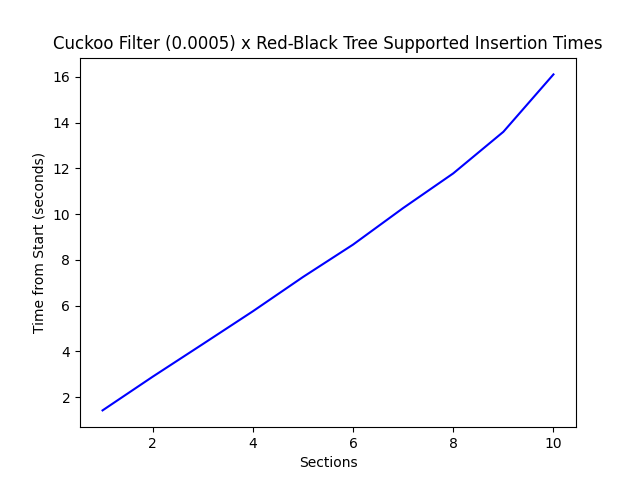 Cuckoo Filter (0.0005) x Red-Black Tree Supported Insertion Times
16
14
12
10
8
6
4
2
Time from Start (seconds)
2 4 6 8 10
Sections